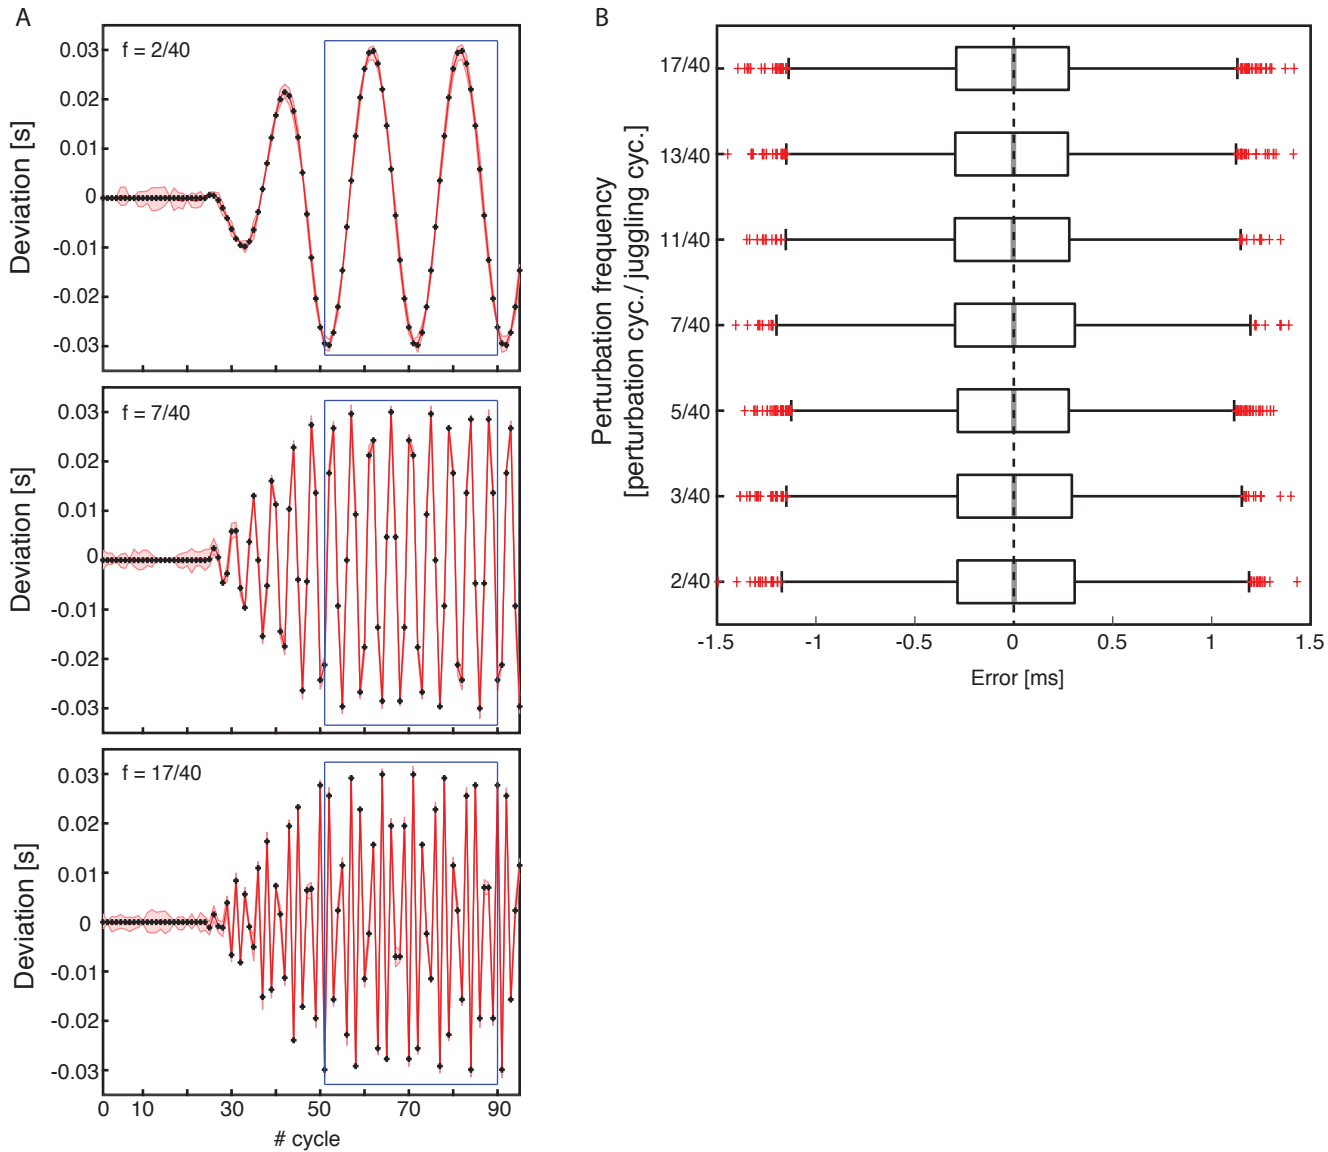 A
f = 2/40
0.03
0.02
0.01
0
-0.01
-0.02
-0.03
Deviation [s]
f = 7/40
0.03
0.02
0.01
0
-0.01
-0.02
-0.03
Deviation [s]
f = 17/40
0.03
0.02
0.01
0
-0.01
-0.02
-0.03
Deviation [s]
0 10 30 50 70 90
# cycle
B
Perturbation frequency
[perturbation cyc./ juggling cyc.]
17/40
13/40
11/40
7/40
5/40
3/40
2/40
-1.5 -1 -0.5 0 0.5 1 1.5
Error [ms]